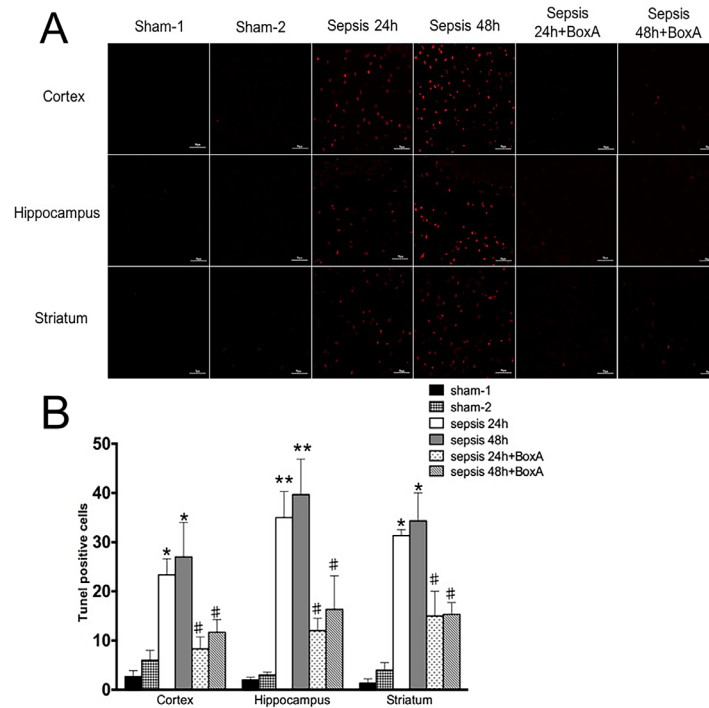 A
Sham-1
Sham-2
Sepsis 24h
Sepsis 48h
Sepsis
24h+BoxA
Sepsis
48h+BoxA
Cortex
Hippocampus
Striatum
B
sham-1
sham-2
sepsis 24h
sepsis 48h
sepsis 24h+BoxA
sepsis 48h+BoxA
Tunel positive cells
50
40
30
20
10
0
* * # #
** ** # #
* * # #
Cortex
Hippocampus
Striatum